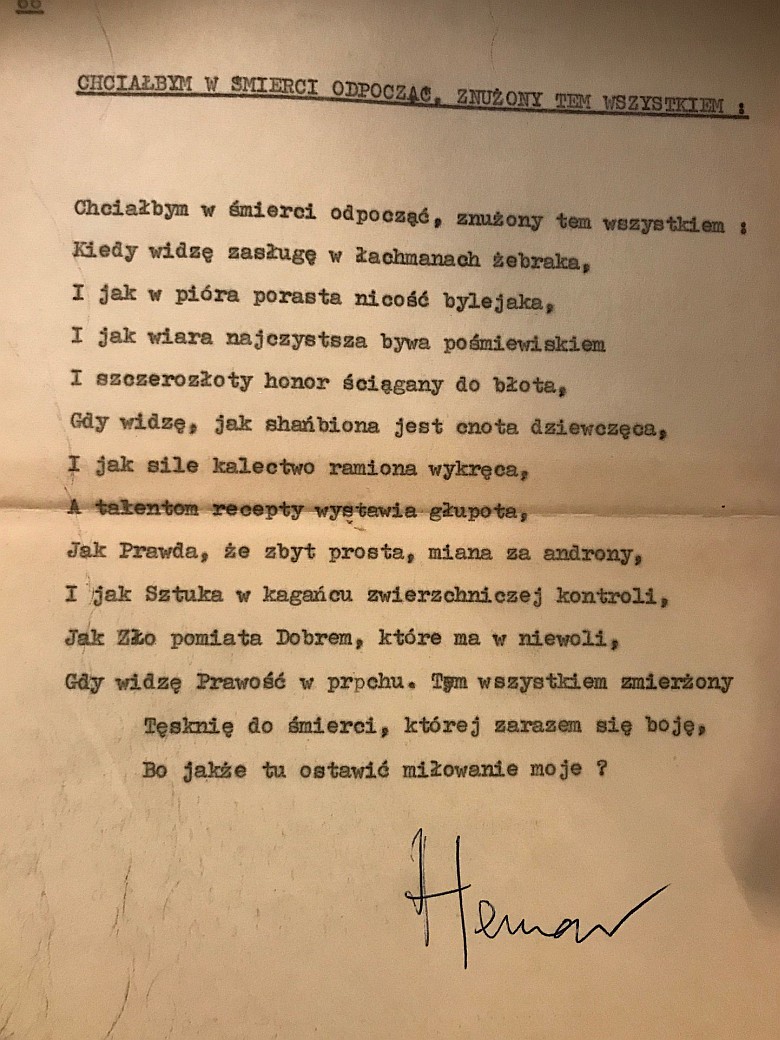 66
CHCIAŁBYM W ŚMIERCI ODPOCZĄĆ, ZNUŻONY TEM WSZYSTKIEM :
Chciałbym w śmierci odpocząć, znużony tem wszystkiem :
Kiedy widzę zasługę w łachmanach żebraka,
I jak w pióra porasta nicość bylejaka,
I jak wiara najczystsza bywa pośmiewiskiem
I szczerozłoty honor ściągany do błota,
Gdy widzę, jak shańbiona jest cnota dziewczęca,
I jak sile kalectwo ramiona wykręca,
A talentom recepty wystawia głupota,
Jak Prawda, że zbyt prosta, miana za androny,
I jak Sztuka w kagańcu zwierzchniczej kontroli,
Jak Zło pomiata Dobrem, które ma w niewoli,
Gdy widzę Prawość w prpchu. Tym wszystkiem zmierżony
Tęsknię do śmierci, której zarazem się boję,
Bo jakże tu ostawić miłowanie moje ?
Hemar